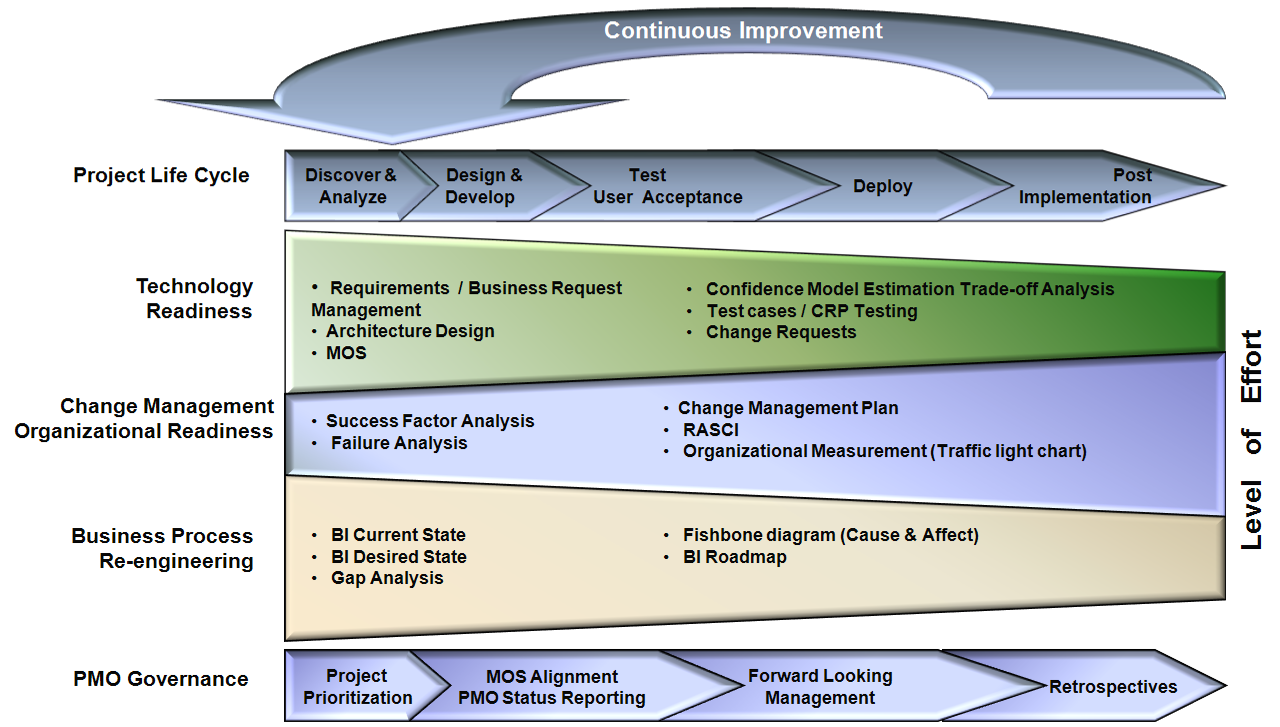 Continuous Improvement
Project Life Cycle
Discover &
Analyze
Design &
Develop
Test
User Acceptance
Deploy
Post
Implementation
Technology
Readiness
• Requirements / Business Request
Management
• Architecture Design
• MOS
• Confidence Model Estimation Trade-off Analysis
• Test cases / CRP Testing
• Change Requests
Change Management
Organizational Readiness
• Success Factor Analysis
• Failure Analysis
• Change Management Plan
• RASCI
• Organizational Measurement (Traffic light chart)
Business Process
Re-engineering
• BI Current State
• BI Desired State
• Gap Analysis
• Fishbone diagram (Cause & Affect)
• BI Roadmap
Level of Effort
PMO Governance
Project
Prioritization
MOS Alignment
PMO Status Reporting
Forward Looking
Management
Retrospectives